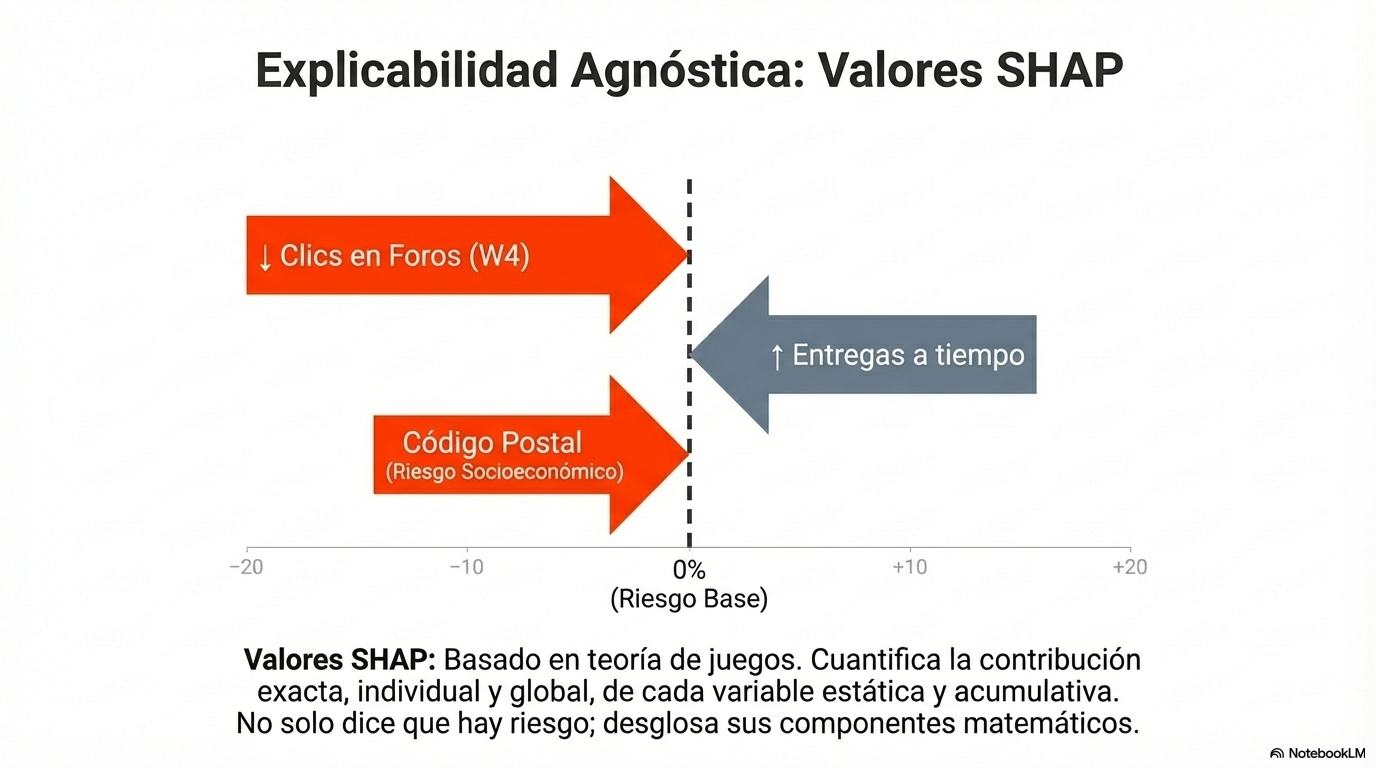 Explicabilidad Agnóstica: Valores SHAP
↓ Clics en Foros (W4)
↑ Entregas a tiempo
Código Postal
(Riesgo Socioeconómico)
−20
−10
0%
+10
+20
(Riesgo Base)
Valores SHAP: Basado en teoría de juegos. Cuantifica la contribución
exacta, individual y global, de cada variable estática y acumulativa.
No solo dice que hay riesgo; desglosa sus componentes matemáticos.
NotebookLM